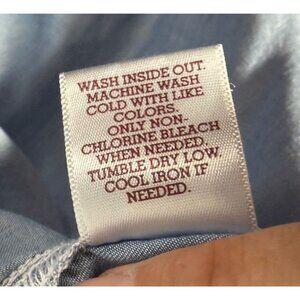 WASH INSIDE OUT.
MACHINE WASH
COLD WITH LIKE
COLORS.
ONLY NON-
CHLORINE BLEACH
WHEN NEEDED.
TUMBLE DRY LOW.
COOL IRON IF
NEEDED.